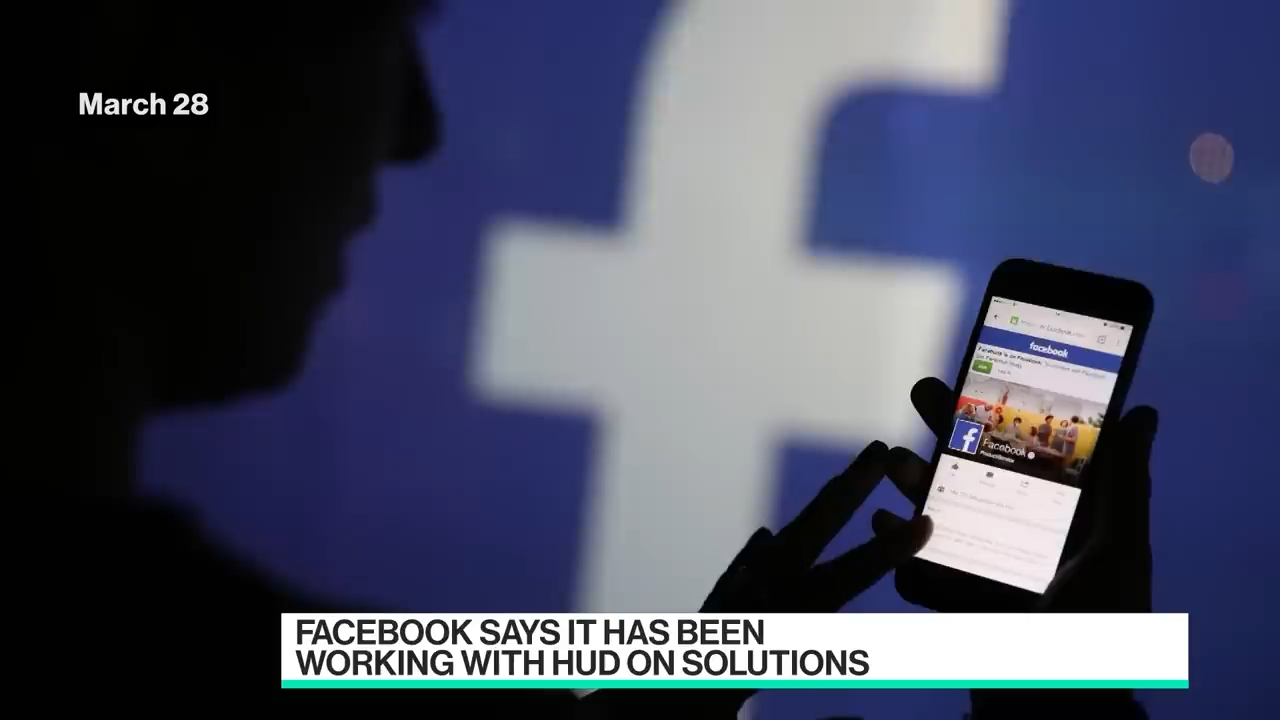 March 28
facebook
Facebook
FACEBOOK SAYS IT HAS BEEN
WORKING WITH HUD ON SOLUTIONS